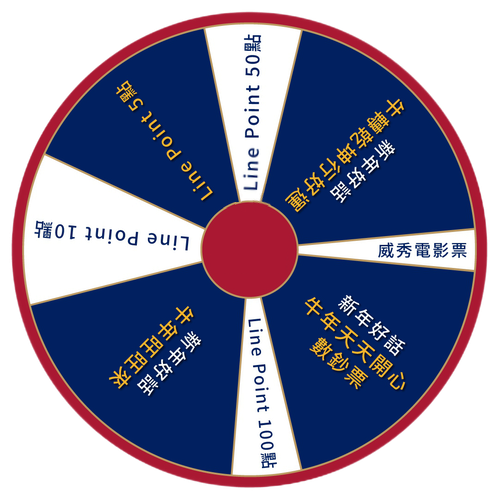 Line Point 50點
新年好話
牛轉乾坤行好運
威秀電影票
新年好話
牛年天天開心
數鈔票
Line Point 100點
新年好話
牛年旺旺來
Line Point 10點
Line Point 5點